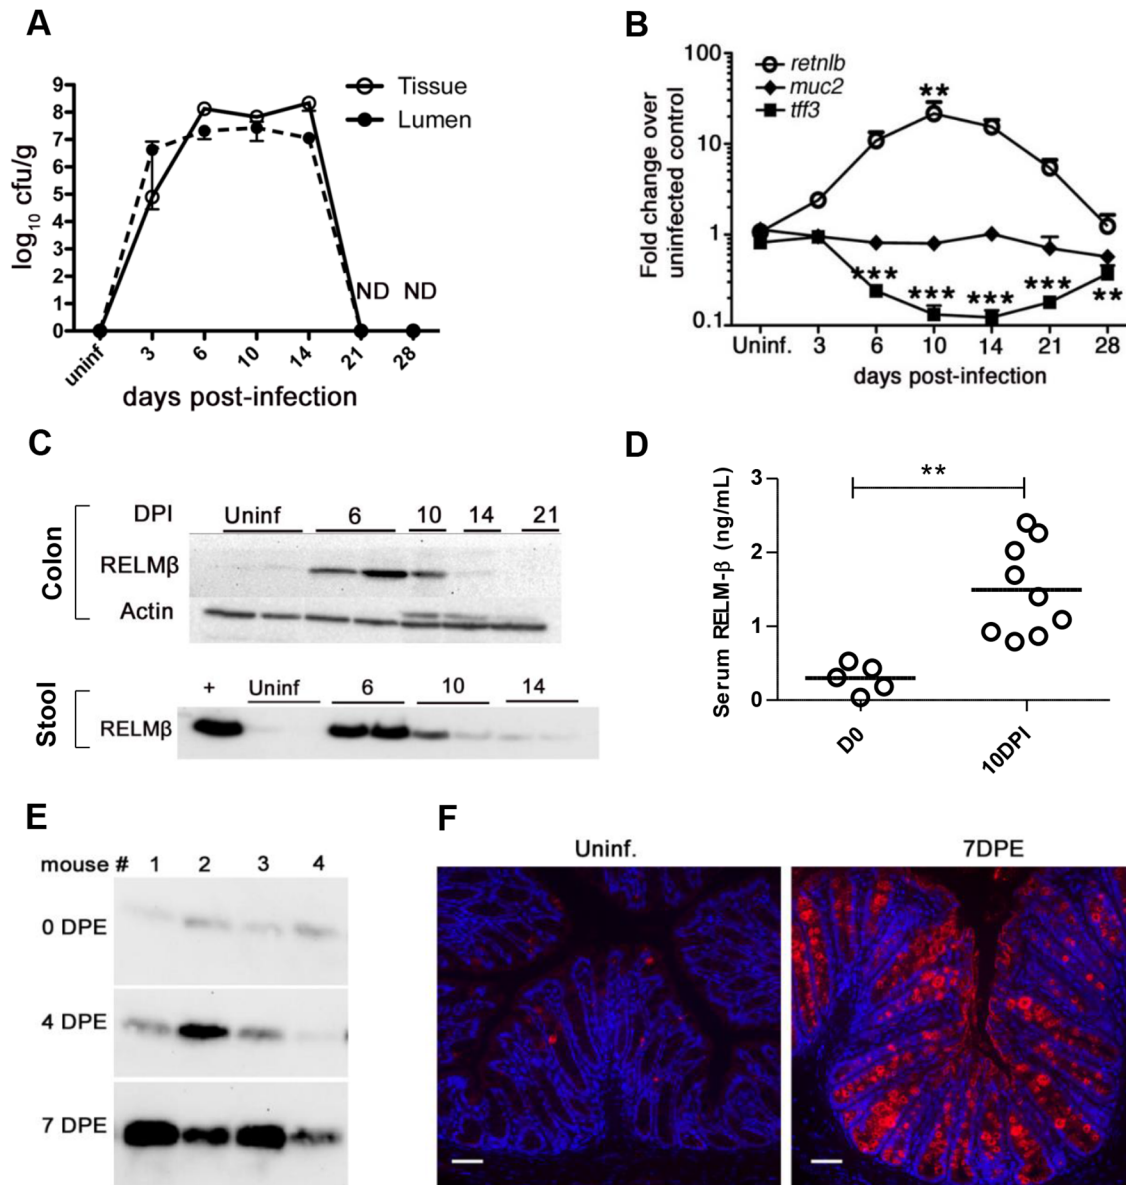 A
Tissue
Lumen
log10 cfu/g
9
8
7
6
5
4
3
2
1
0
ND ND
uninf 3 6 10 14 21 28
days post-infection
B
retnlb
muc2
tff3
Fold change over
uninfected control
100
10
1
0.1
**
***
***
***
***
**
Uninf. 3 6 10 14 21 28
days post-infection
C
Colon
DPI Uninf 6 10 14 21
RELMβ
Actin
Stool
+ Uninf 6 10 14
RELMβ
D
Serum RELM-β (ng/mL)
3
2
1
0
**
D0 10DPI
E
mouse # 1 2 3 4
0 DPE
4 DPE
7 DPE
F
Uninf. 7DPE